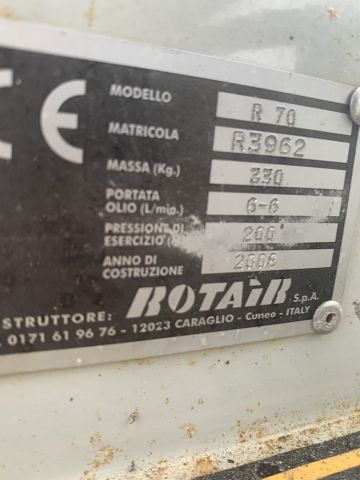 CE
MODELLO R 70
MATRICOLA R3962
MASSA (Kg.) 330
PORTATA
OLIO (L/min.) 6-6
PRESSIONE DI
ESERCIZIO 200
ANNO DI
COSTRUZIONE 2008
ROTAIR S.p.A.
STRUTTORE:
0171 61 96 76 - 12023 CARAGLIO - Cuneo - ITALY